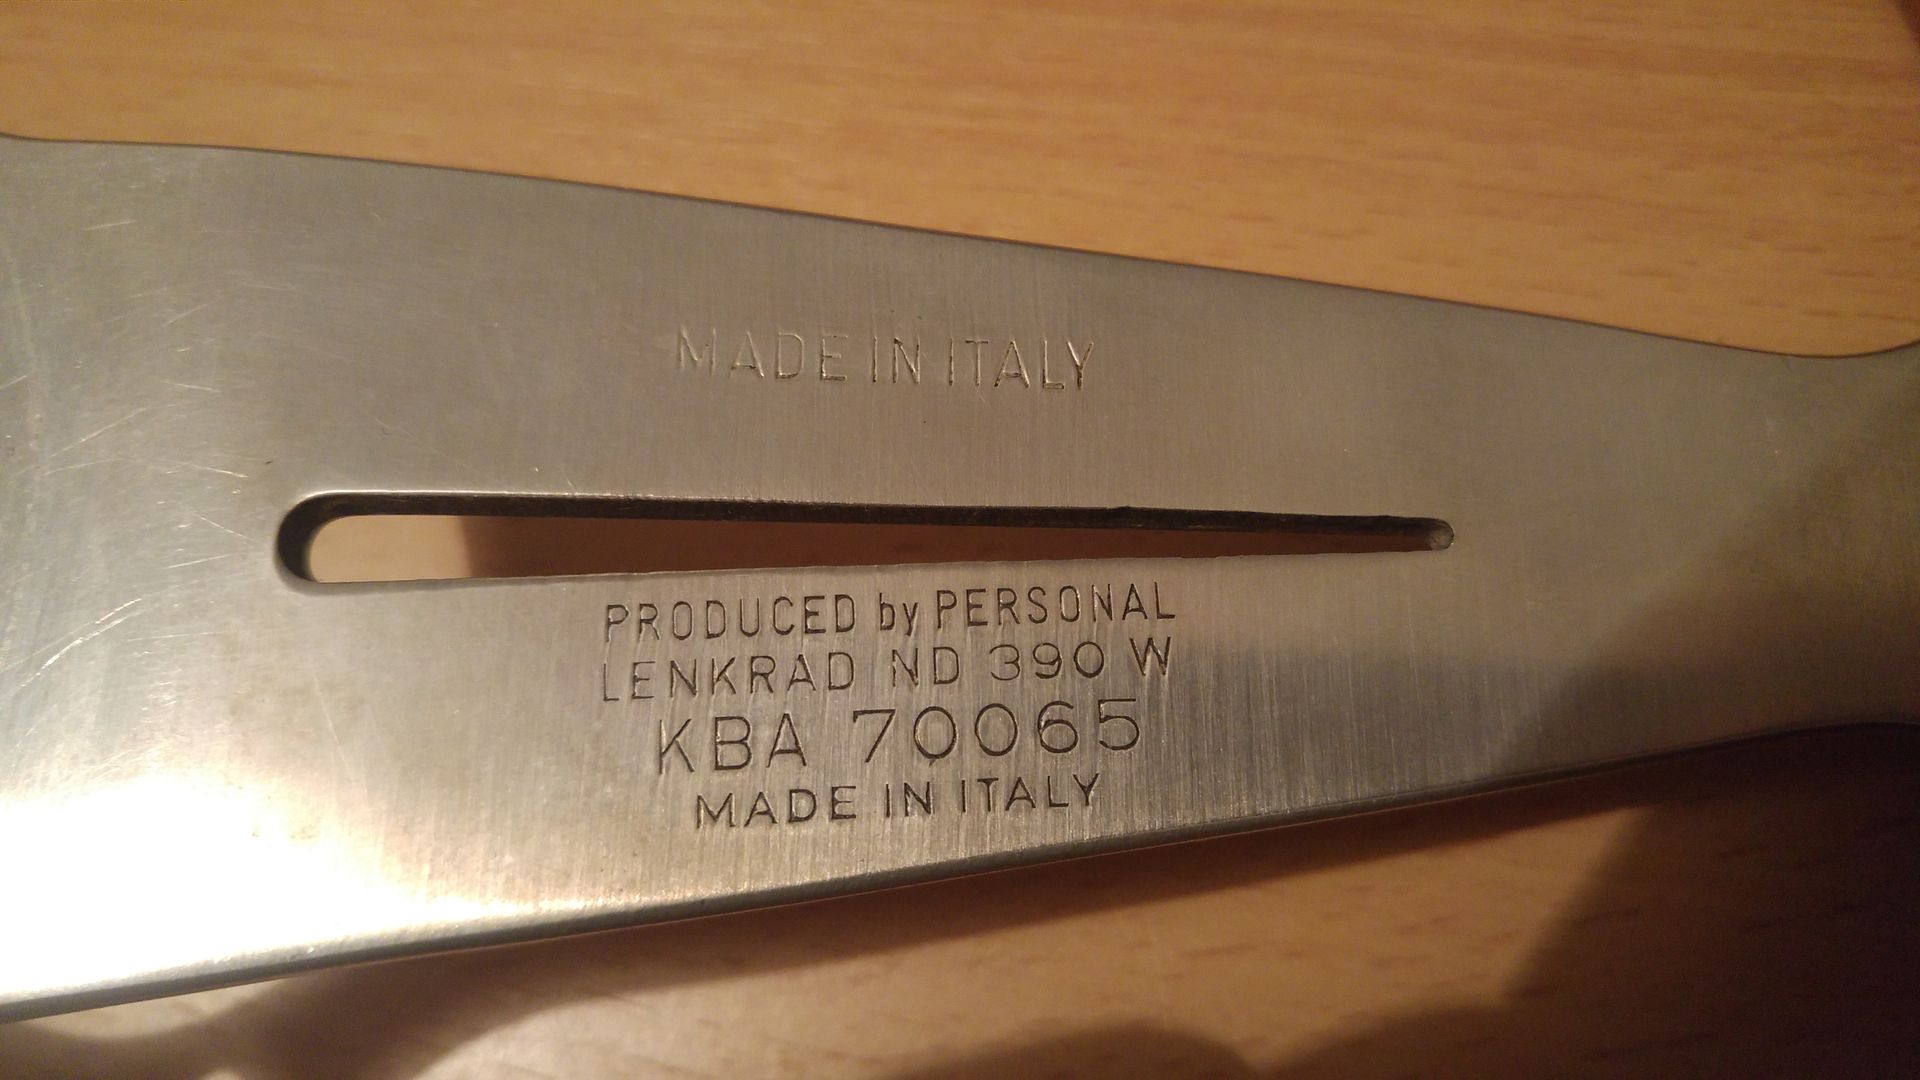 MADE IN ITALY
PRODUCED by PERSONAL
LENKRAD ND 390 W
KBA 70065
MADE IN ITALY